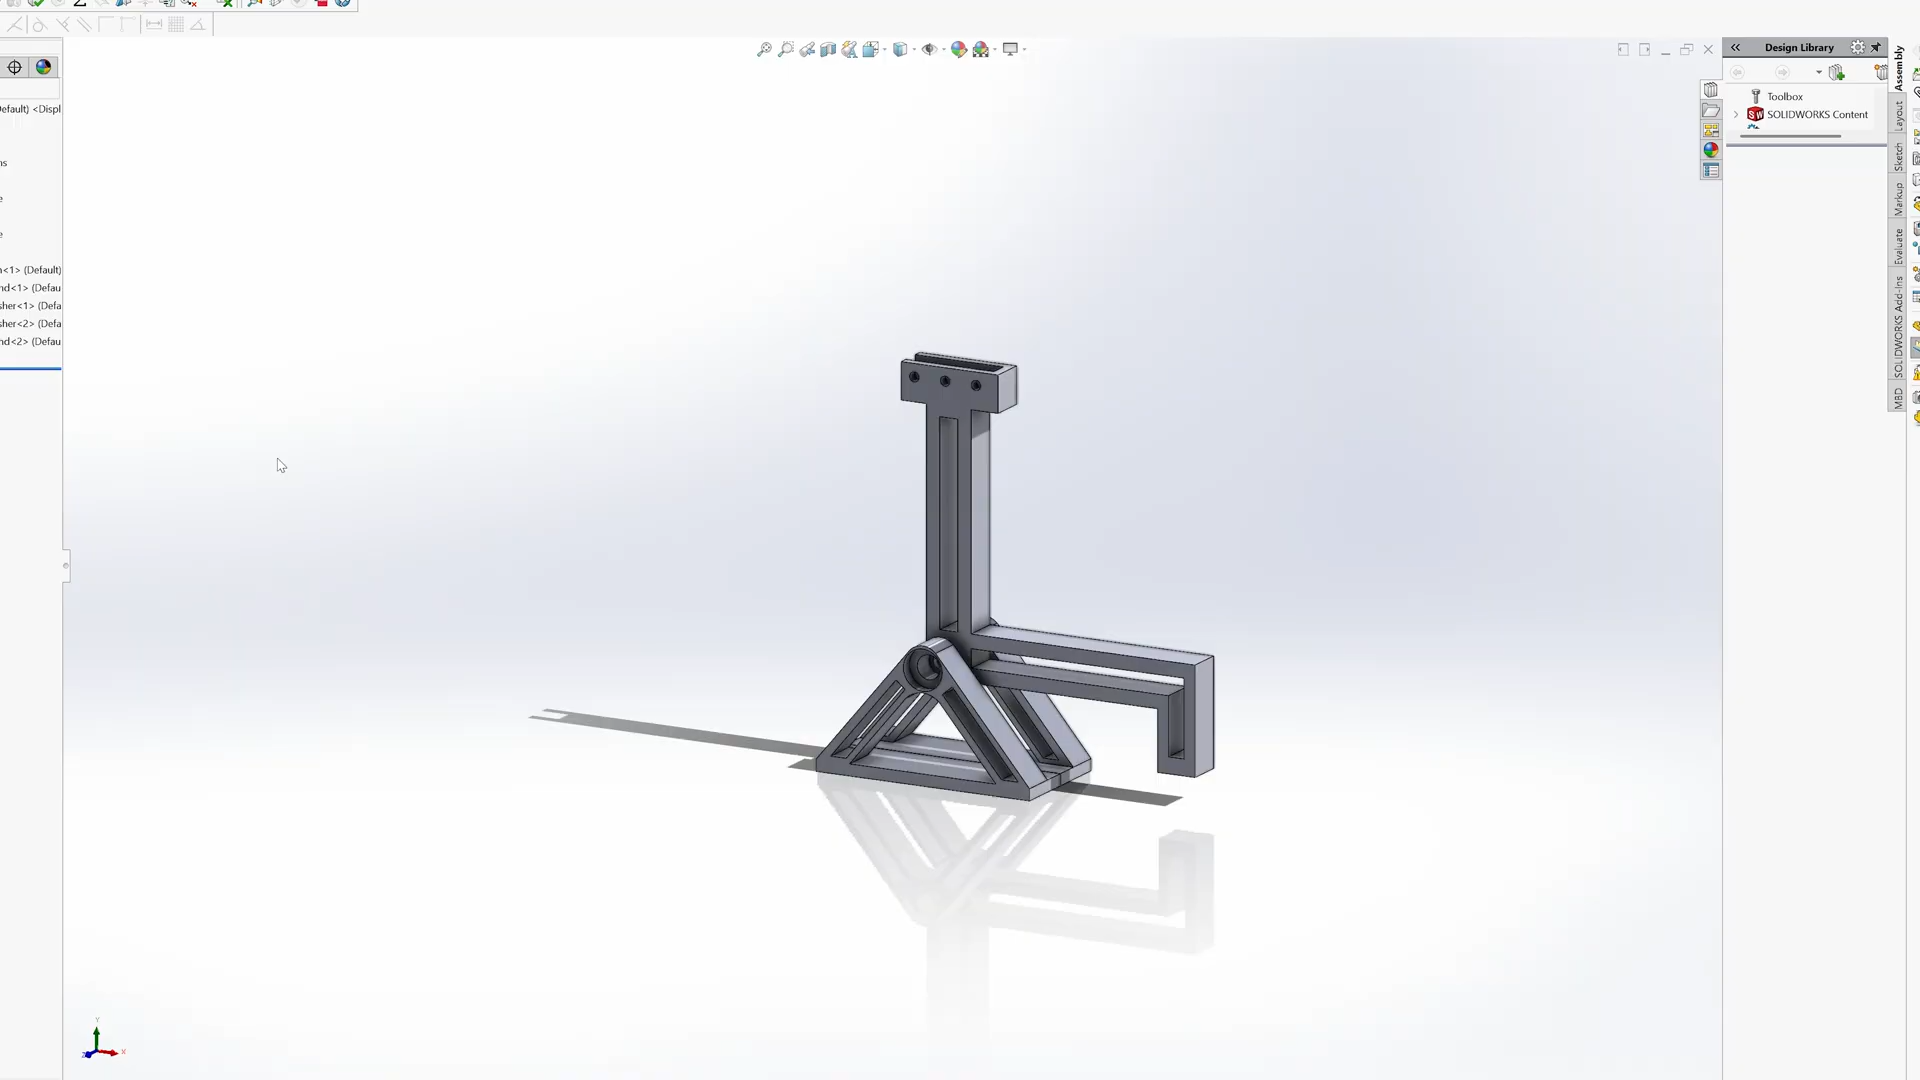 Design Library
Toolbox
SOLIDWORKS Content
Assembly
Layout
Sketch
Markup
Evaluate
SOLIDWORKS Add-Ins
MBD
efault) <Displ
ns
e
e
n<1> (Default)
nd<1> (Defau
sher<1> (Defa
sher<2> (Defa
nd<2> (Defau
Y
X
Z